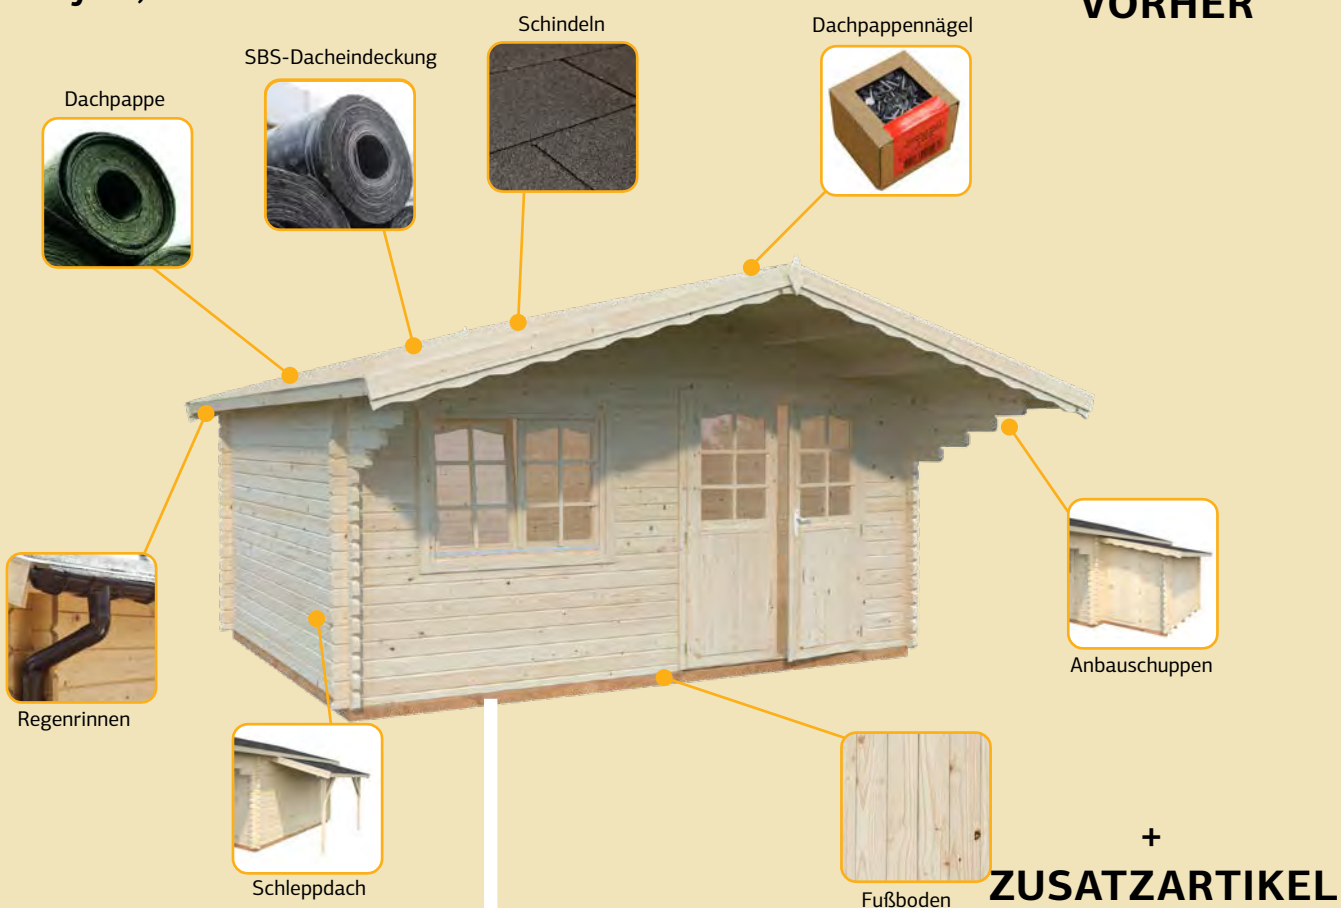 VORHER
Schindeln
Dachpappennägel
SBS-Dacheindeckung
Dachpappe
Anbauschuppen
Regenrinnen
+
ZUSATZARTIKEL
Schleppdach
Fußboden